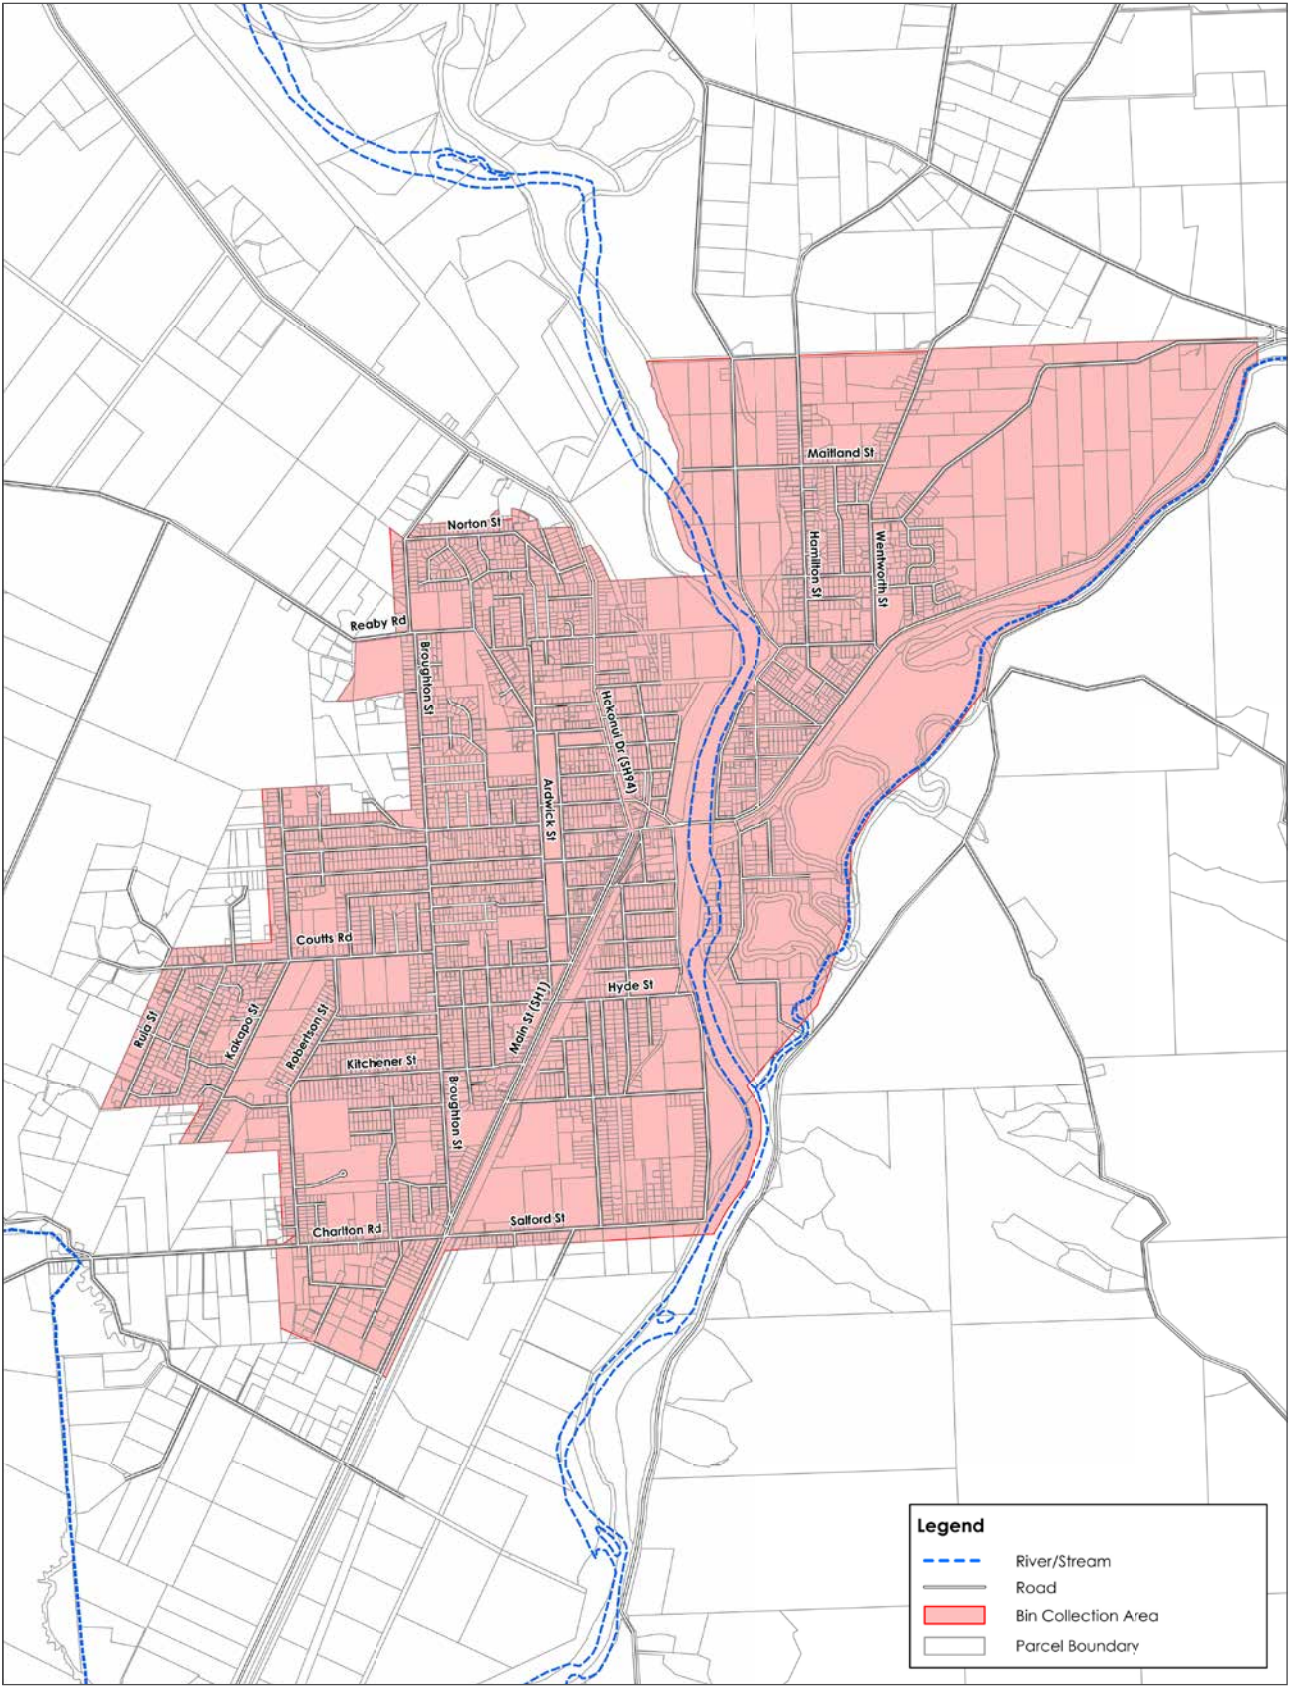 Maitland St
Norton St
Hamilton St
Wentworth St
Reaby Rd
Broughton St
Hokonui Dr (SH94)
Ardwick St
Coutts Rd
Hyde St
Main St (SH1)
Ruia St
Kakapo St
Robertson St
Kitchener St
Broughton St
Salford St
Charlton Rd
Legend
River/Stream
Road
Bin Collection Area
Parcel Boundary